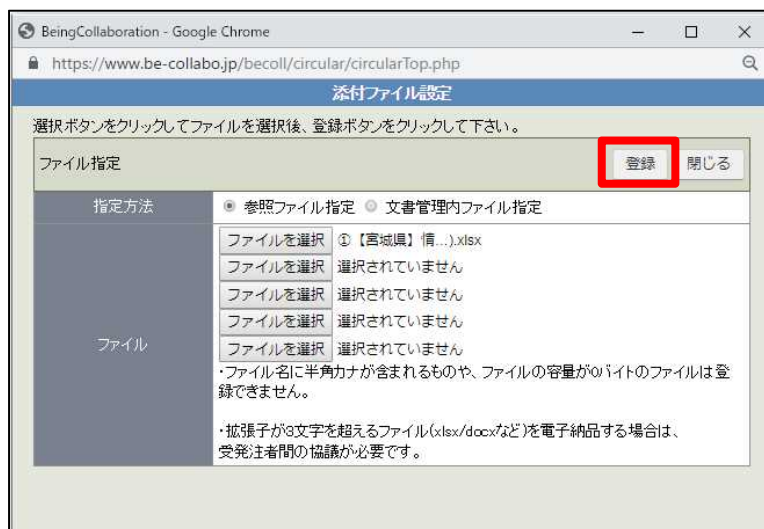 BeingCollaboration - Google Chrome
https://www.be-collabo.jp/becoll/circular/circularTop.php
添付ファイル設定
選択ボタンをクリックしてファイルを選択後、登録ボタンをクリックして下さい。
ファイル指定 登録 閉じる
指定方法 参照ファイル指定 文書管理内ファイル指定
ファイルを選択 ①【宮城県】情...).xlsx
ファイルを選択 選択されていません
ファイルを選択 選択されていません
ファイルを選択 選択されていません
ファイル
ファイルを選択 選択されていません
・ファイル名に半角カナが含まれるものや、ファイルの容量が0バイトのファイルは登
録できません。
・拡張子が3文字を超えるファイル(xlsx/docxなど)を電子納品する場合は、
受発注者間の協議が必要です。